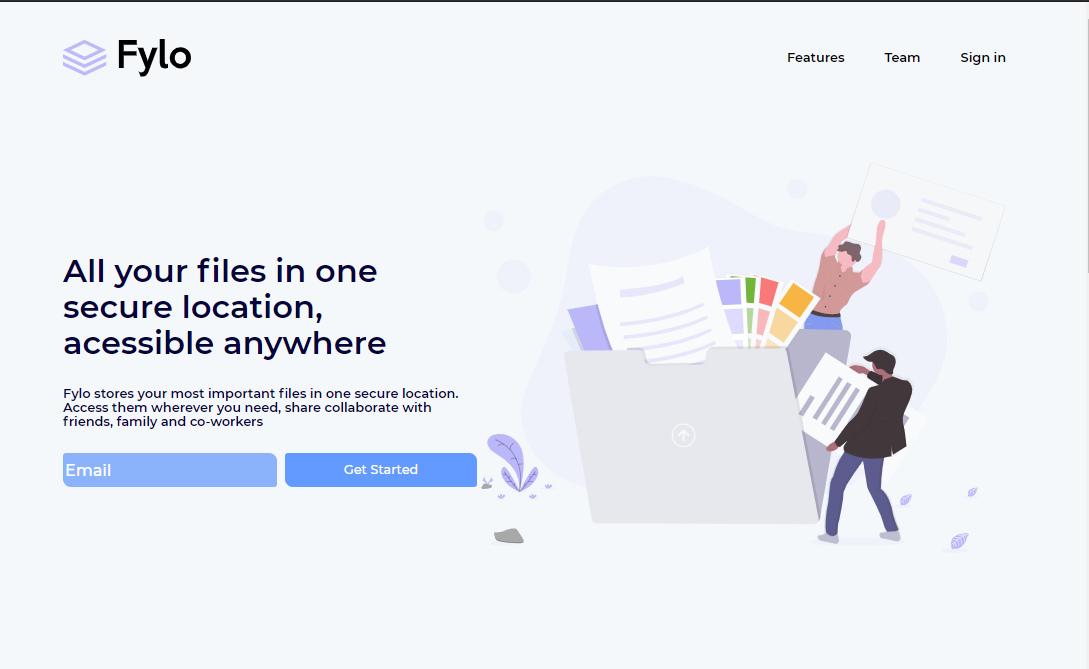 Fylo
Features
Team
Sign in
All your files in one
secure location,
acessible anywhere
Fylo stores your most important files in one secure location.
Access them wherever you need, share collaborate with
friends, family and co-workers
Email
Get Started